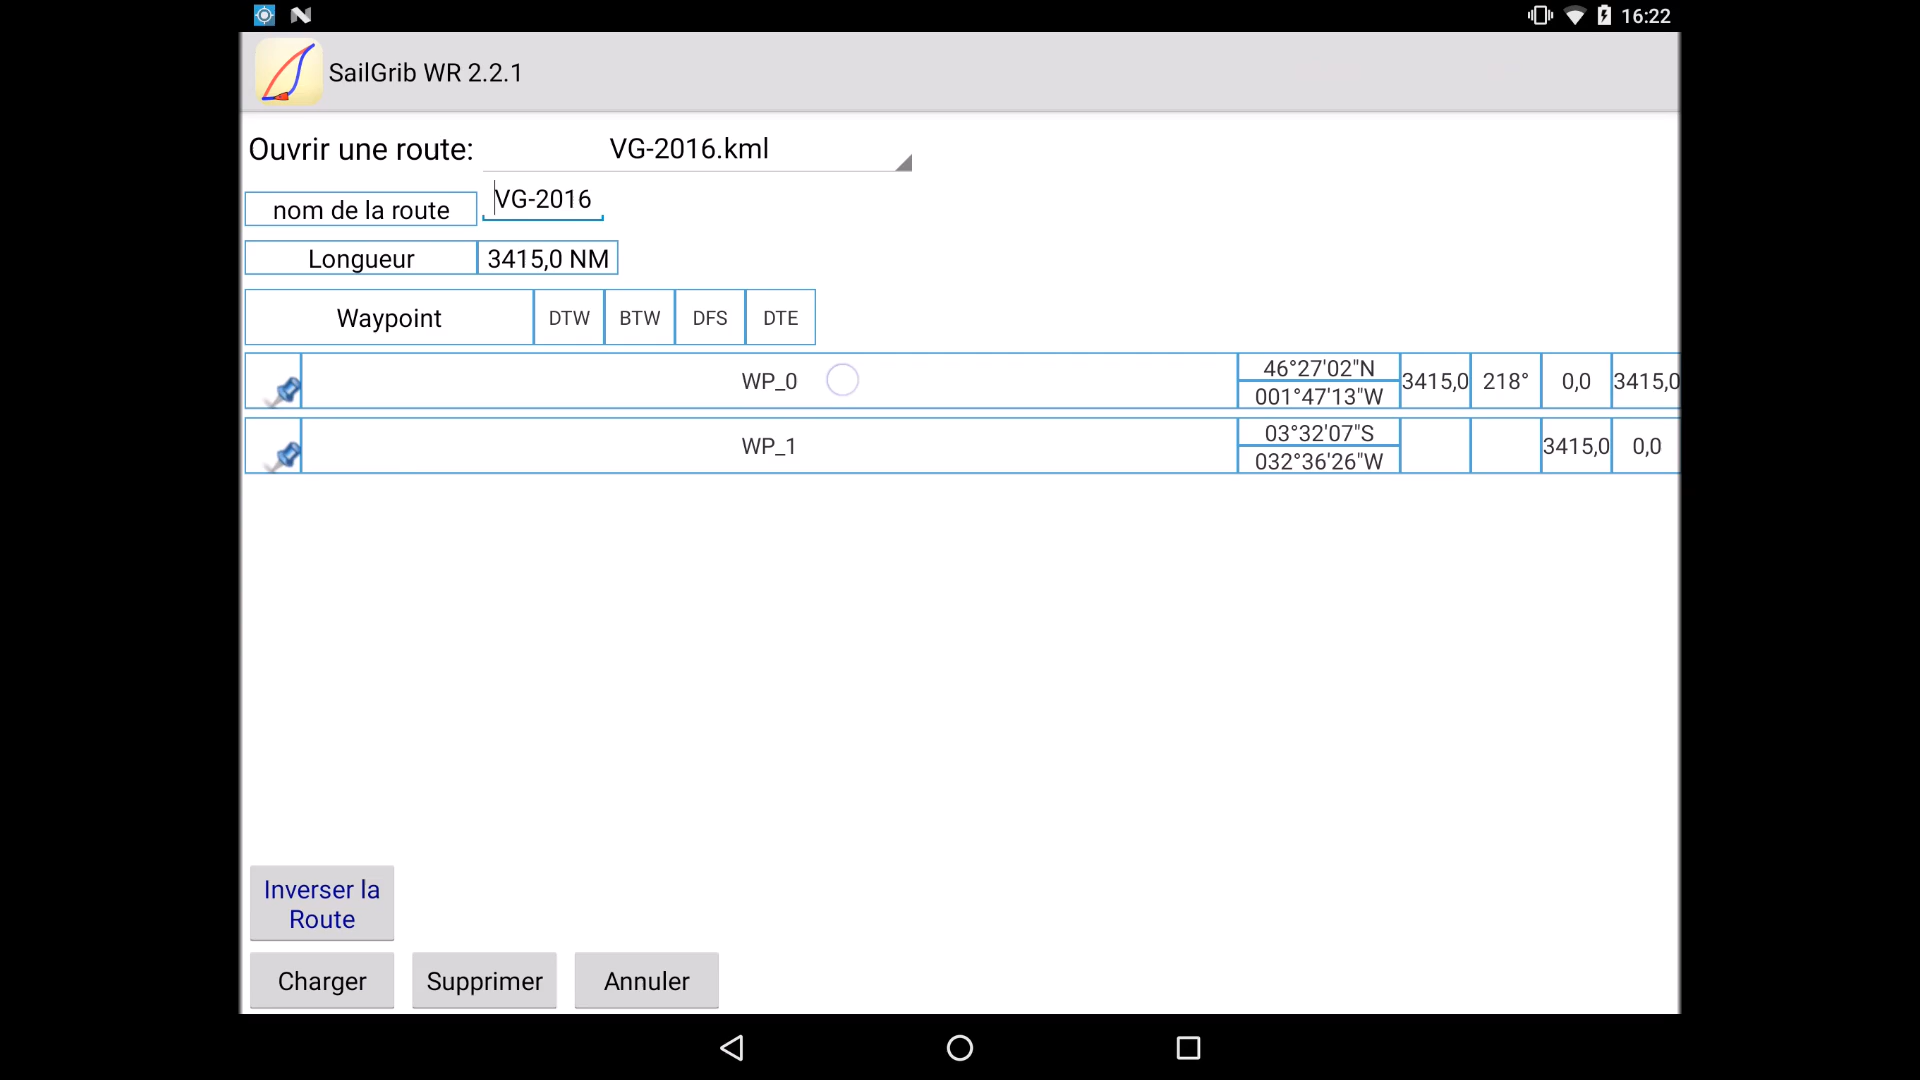 16:22
SailGrib WR 2.2.1
Ouvrir une route: VG-2016.kml
nom de la route VG-2016
Longueur 3415,0 NM
Waypoint DTW BTW DFS DTE
WP_0 46°27'02"N 001°47'13"W 3415,0 218° 0,0 3415,0
WP_1 03°32'07"S 032°36'26"W 3415,0 0,0
Inverser la
Route
Charger Supprimer Annuler